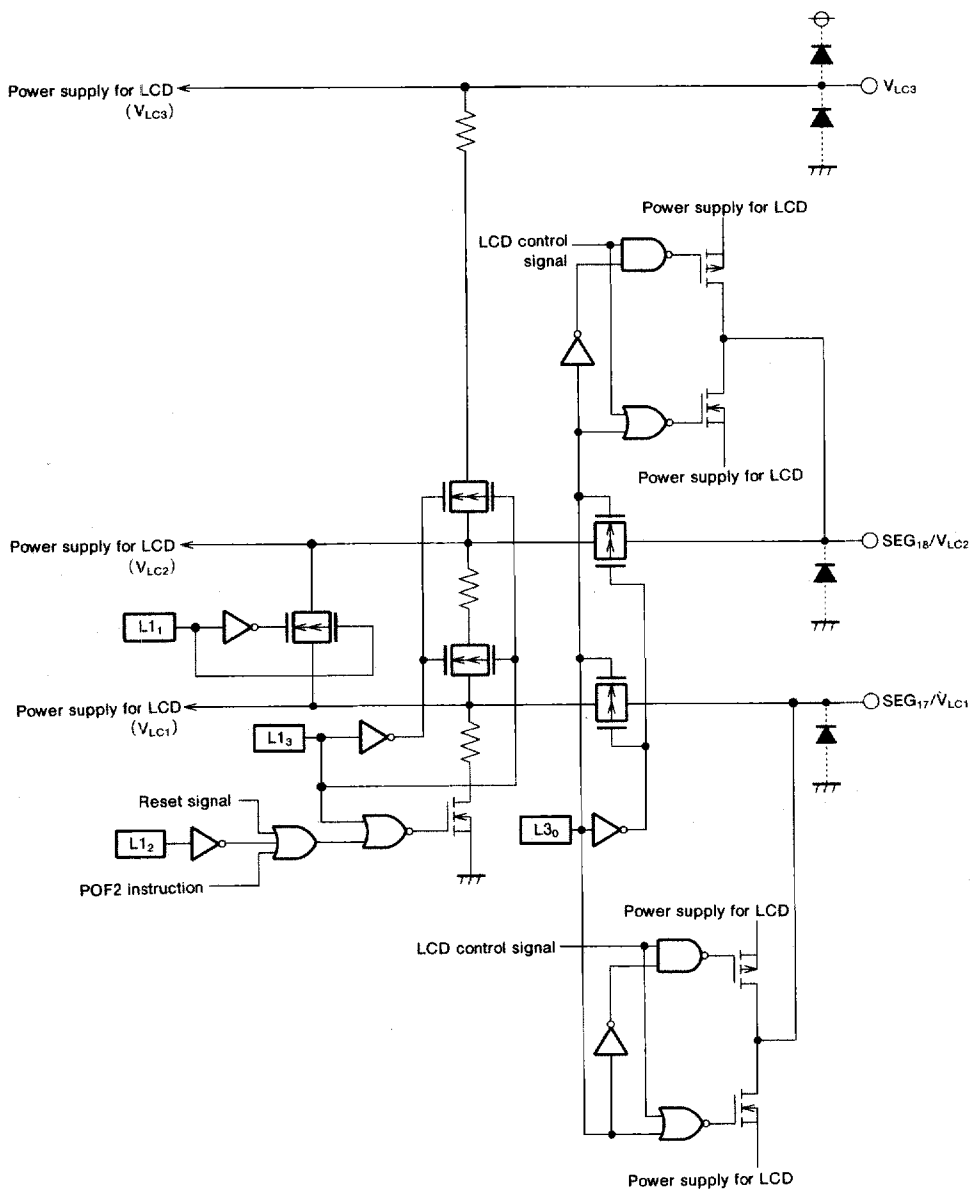 Power supply for LCD
(VLC3)
VLC3
Power supply for LCD
LCD control
signal
Power supply for LCD
Power supply for LCD
(VLC2)
SEG18/VLC2
L11
Power supply for LCD
(VLC1)
SEG17/VLC1
L13
Reset signal
L12
L30
POF2 instruction
Power supply for LCD
LCD control signal
Power supply for LCD